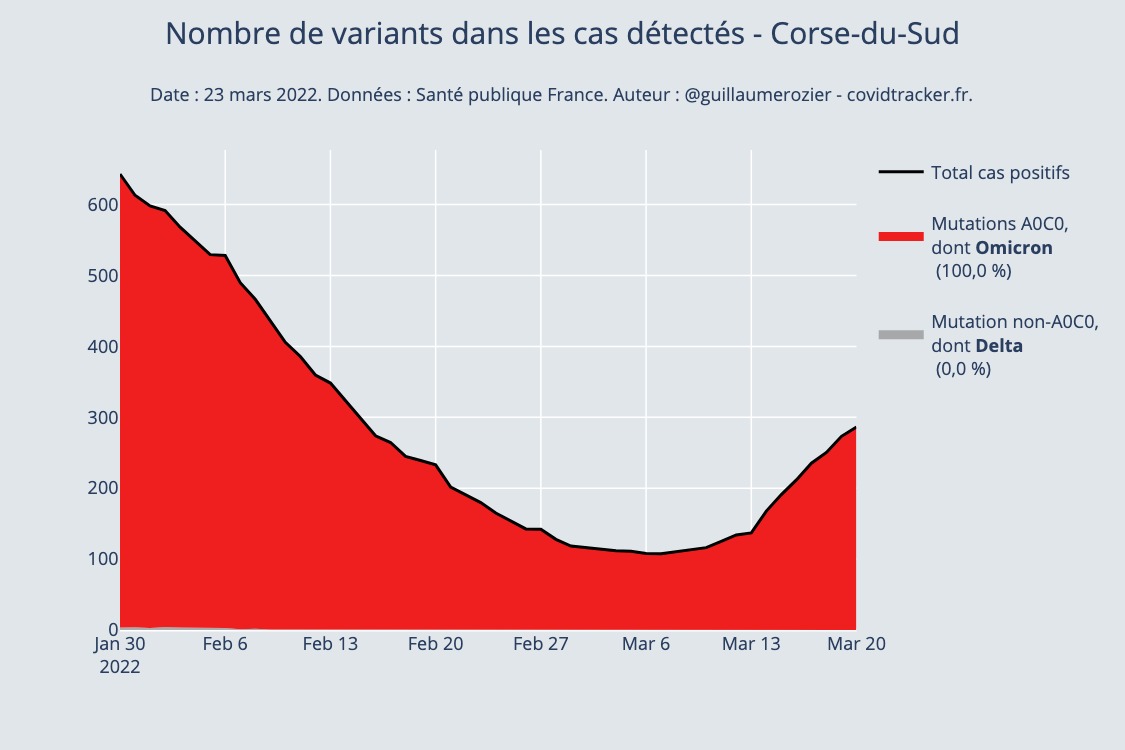 Nombre de variants dans les cas détectés - Corse-du-Sud
Date : 23 mars 2022. Données : Santé publique France. Auteur : @guillaumerozier - covidtracker.fr.
Total cas positifs
Mutations A0C0,
dont Omicron
(100,0 %)
Mutation non-A0C0,
dont Delta
(0,0 %)
600
500
400
300
200
100
0
Jan 30 Feb 6 Feb 13 Feb 20 Feb 27 Mar 6 Mar 13 Mar 20
2022